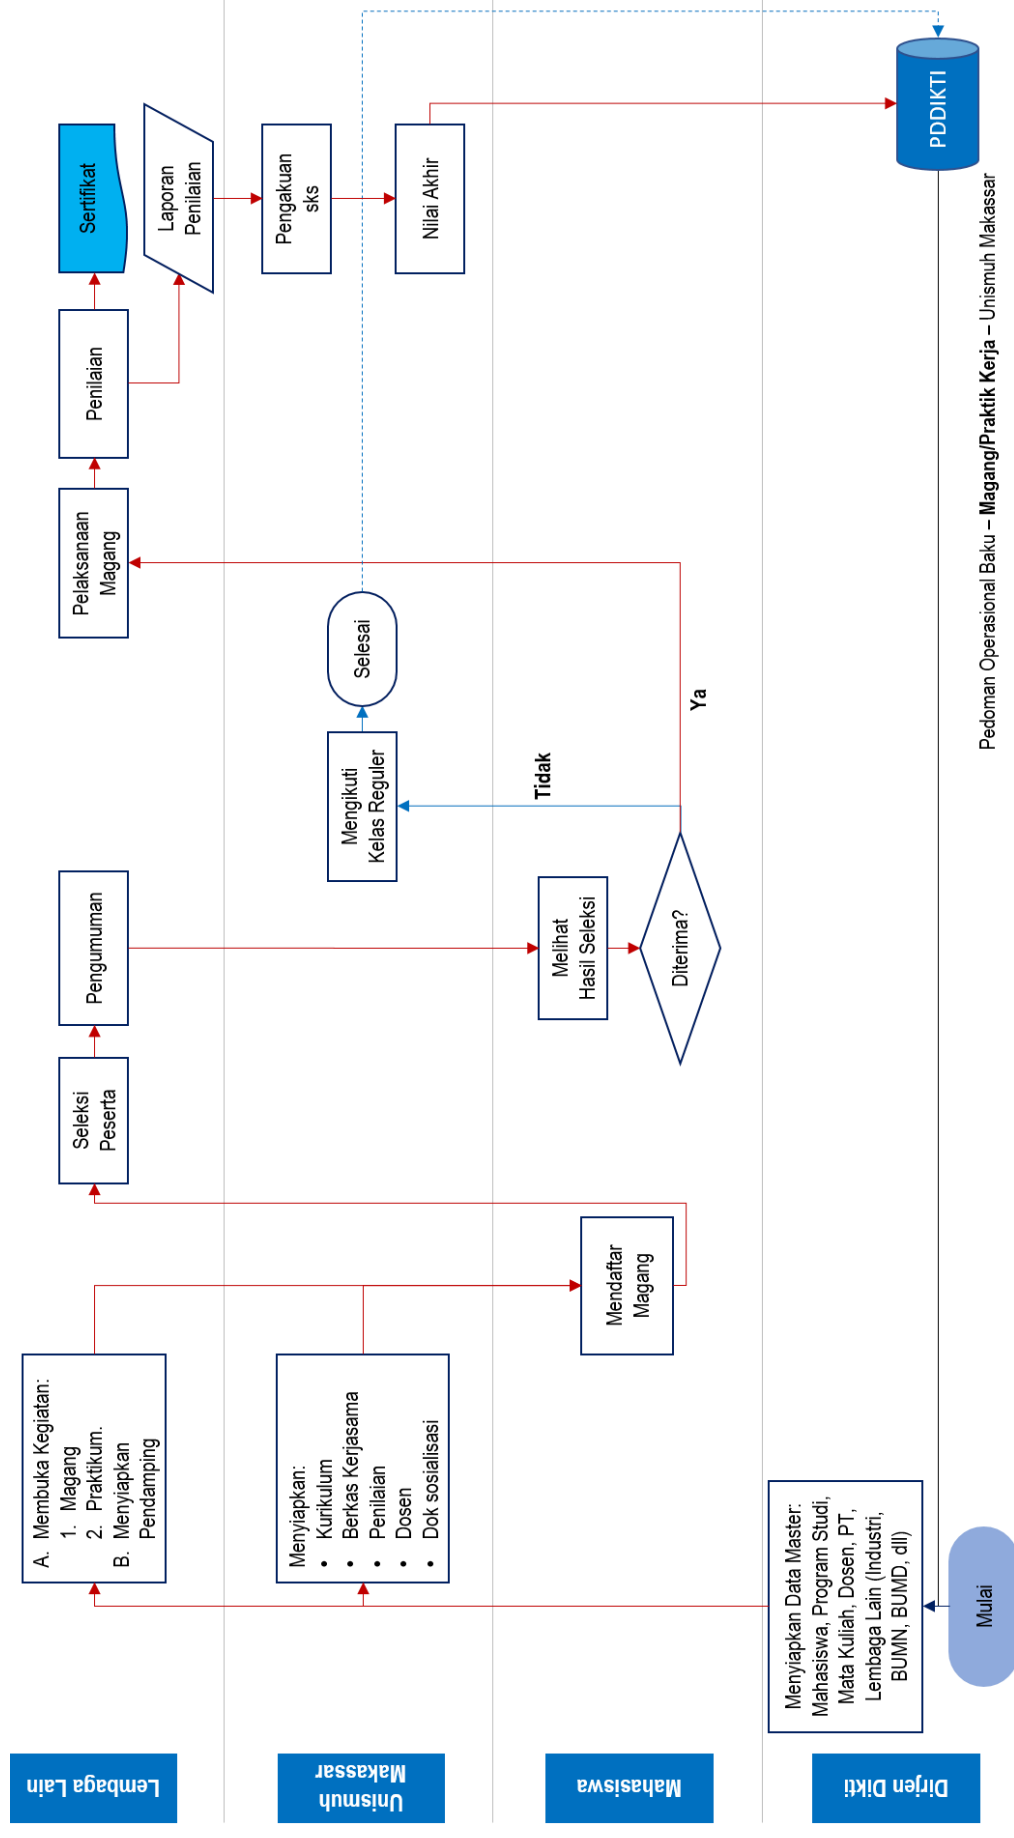 Lembaga Lain
A. Membuka Kegiatan:
1. Magang
2. Praktikum.
B. Menyiapkan
Pendamping
Seleksi
Peserta
Pengumuman
Pelaksanaan
Magang
Penilaian
Sertifikat
Laporan
Penilaian
Unismuh
Makassar
Menyiapkan:
• Kurikulum
• Berkas Kerjasama
• Penilaian
• Dosen
• Dok sosialisasi
Mengikuti
Kelas Reguler
Selesai
Pengakuan
sks
Nilai Akhir
Mahasiswa
Mendaftar
Magang
Melihat
Hasil Seleksi
Diterima?
Tidak
Ya
Dirjen Dikti
Menyiapkan Data Master:
Mahasiswa, Program Studi,
Mata Kuliah, Dosen, PT,
Lembaga Lain (Industri,
BUMN, BUMD, dll)
Mulai
PDDIKTI
Pedoman Operasional Baku – Magang/Praktik Kerja – Unismuh Makassar